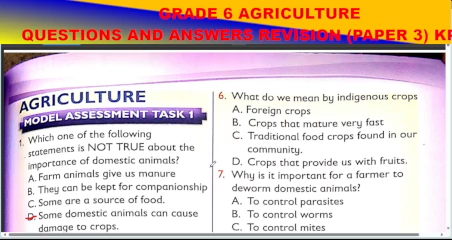 GRADE 6 AGRICULTURE
QUESTIONS AND ANSWERS REVISION (PAPER 3) KP
AGRICULTURE
MODEL ASSESSMENT TASK 1
1. Which one of the following
statements is NOT TRUE about the
importance of domestic animals?
A. Farm animals give us manure
B. They can be kept for companionship
C. Some are a source of food.
D. Some domestic animals can cause
damage to crops.
6. What do we mean by indigenous crops
A. Foreign crops
B. Crops that mature very fast
C. Traditional food crops found in our
community.
D. Crops that provide us with fruits.
7. Why is it important for a farmer to
deworm domestic animals?
A. To control parasites
B. To control worms
C. To control mites